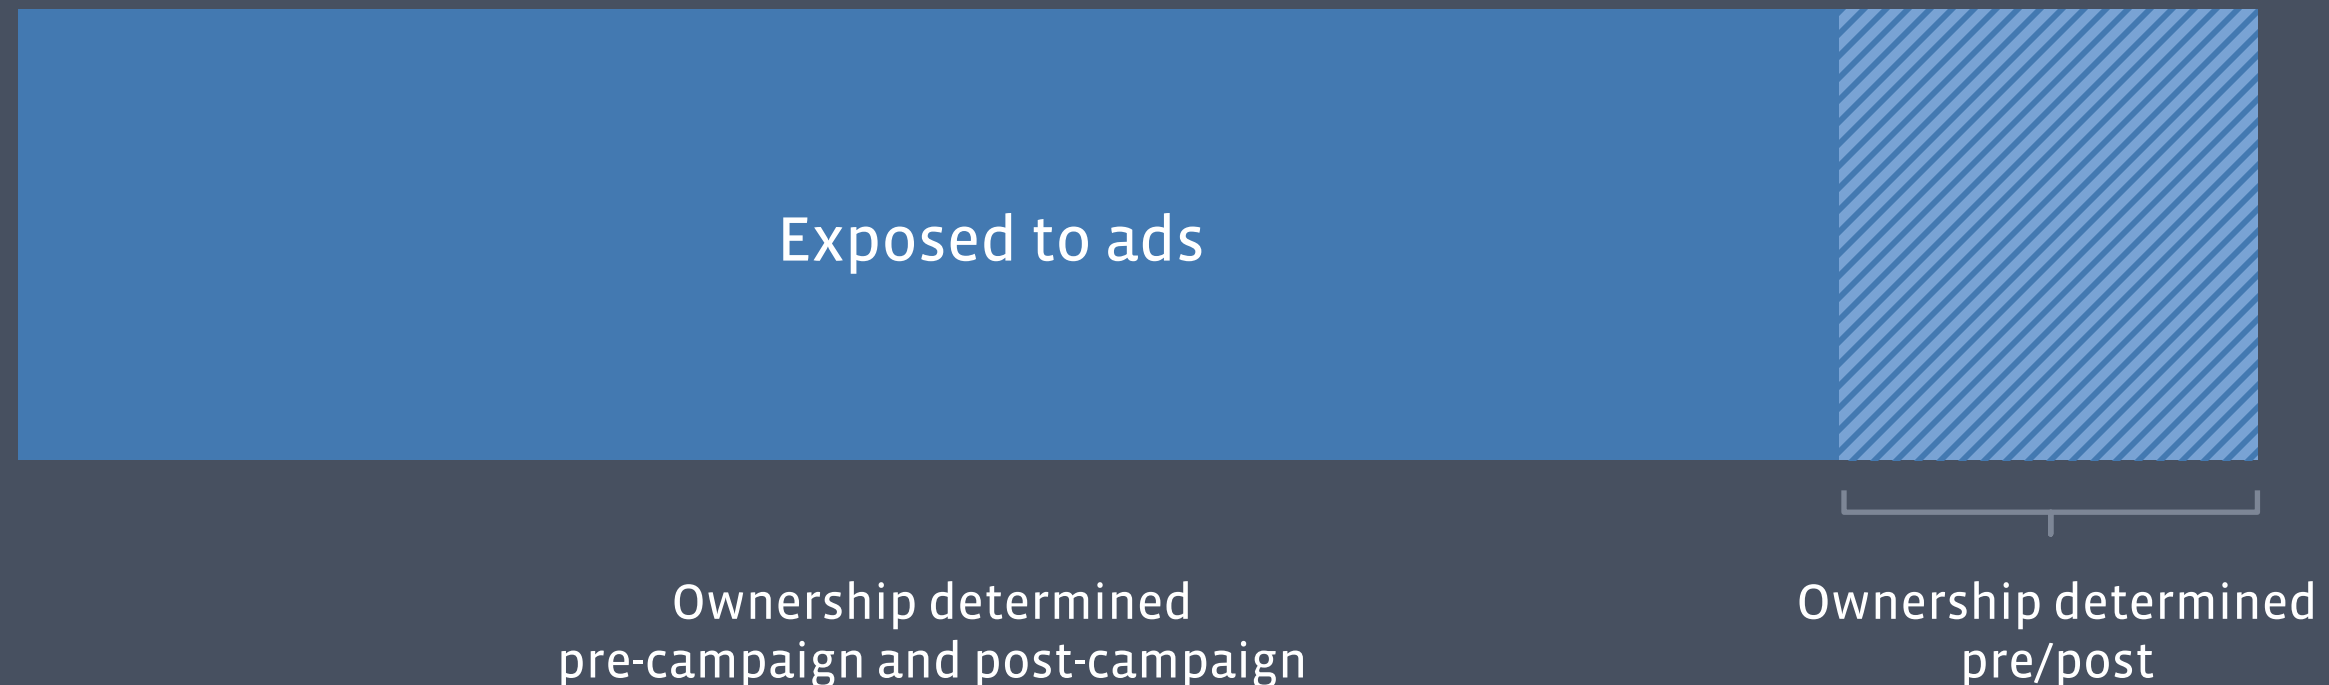 Exposed to ads
Ownership determined
pre-campaign and post-campaign
Ownership determined
pre/post